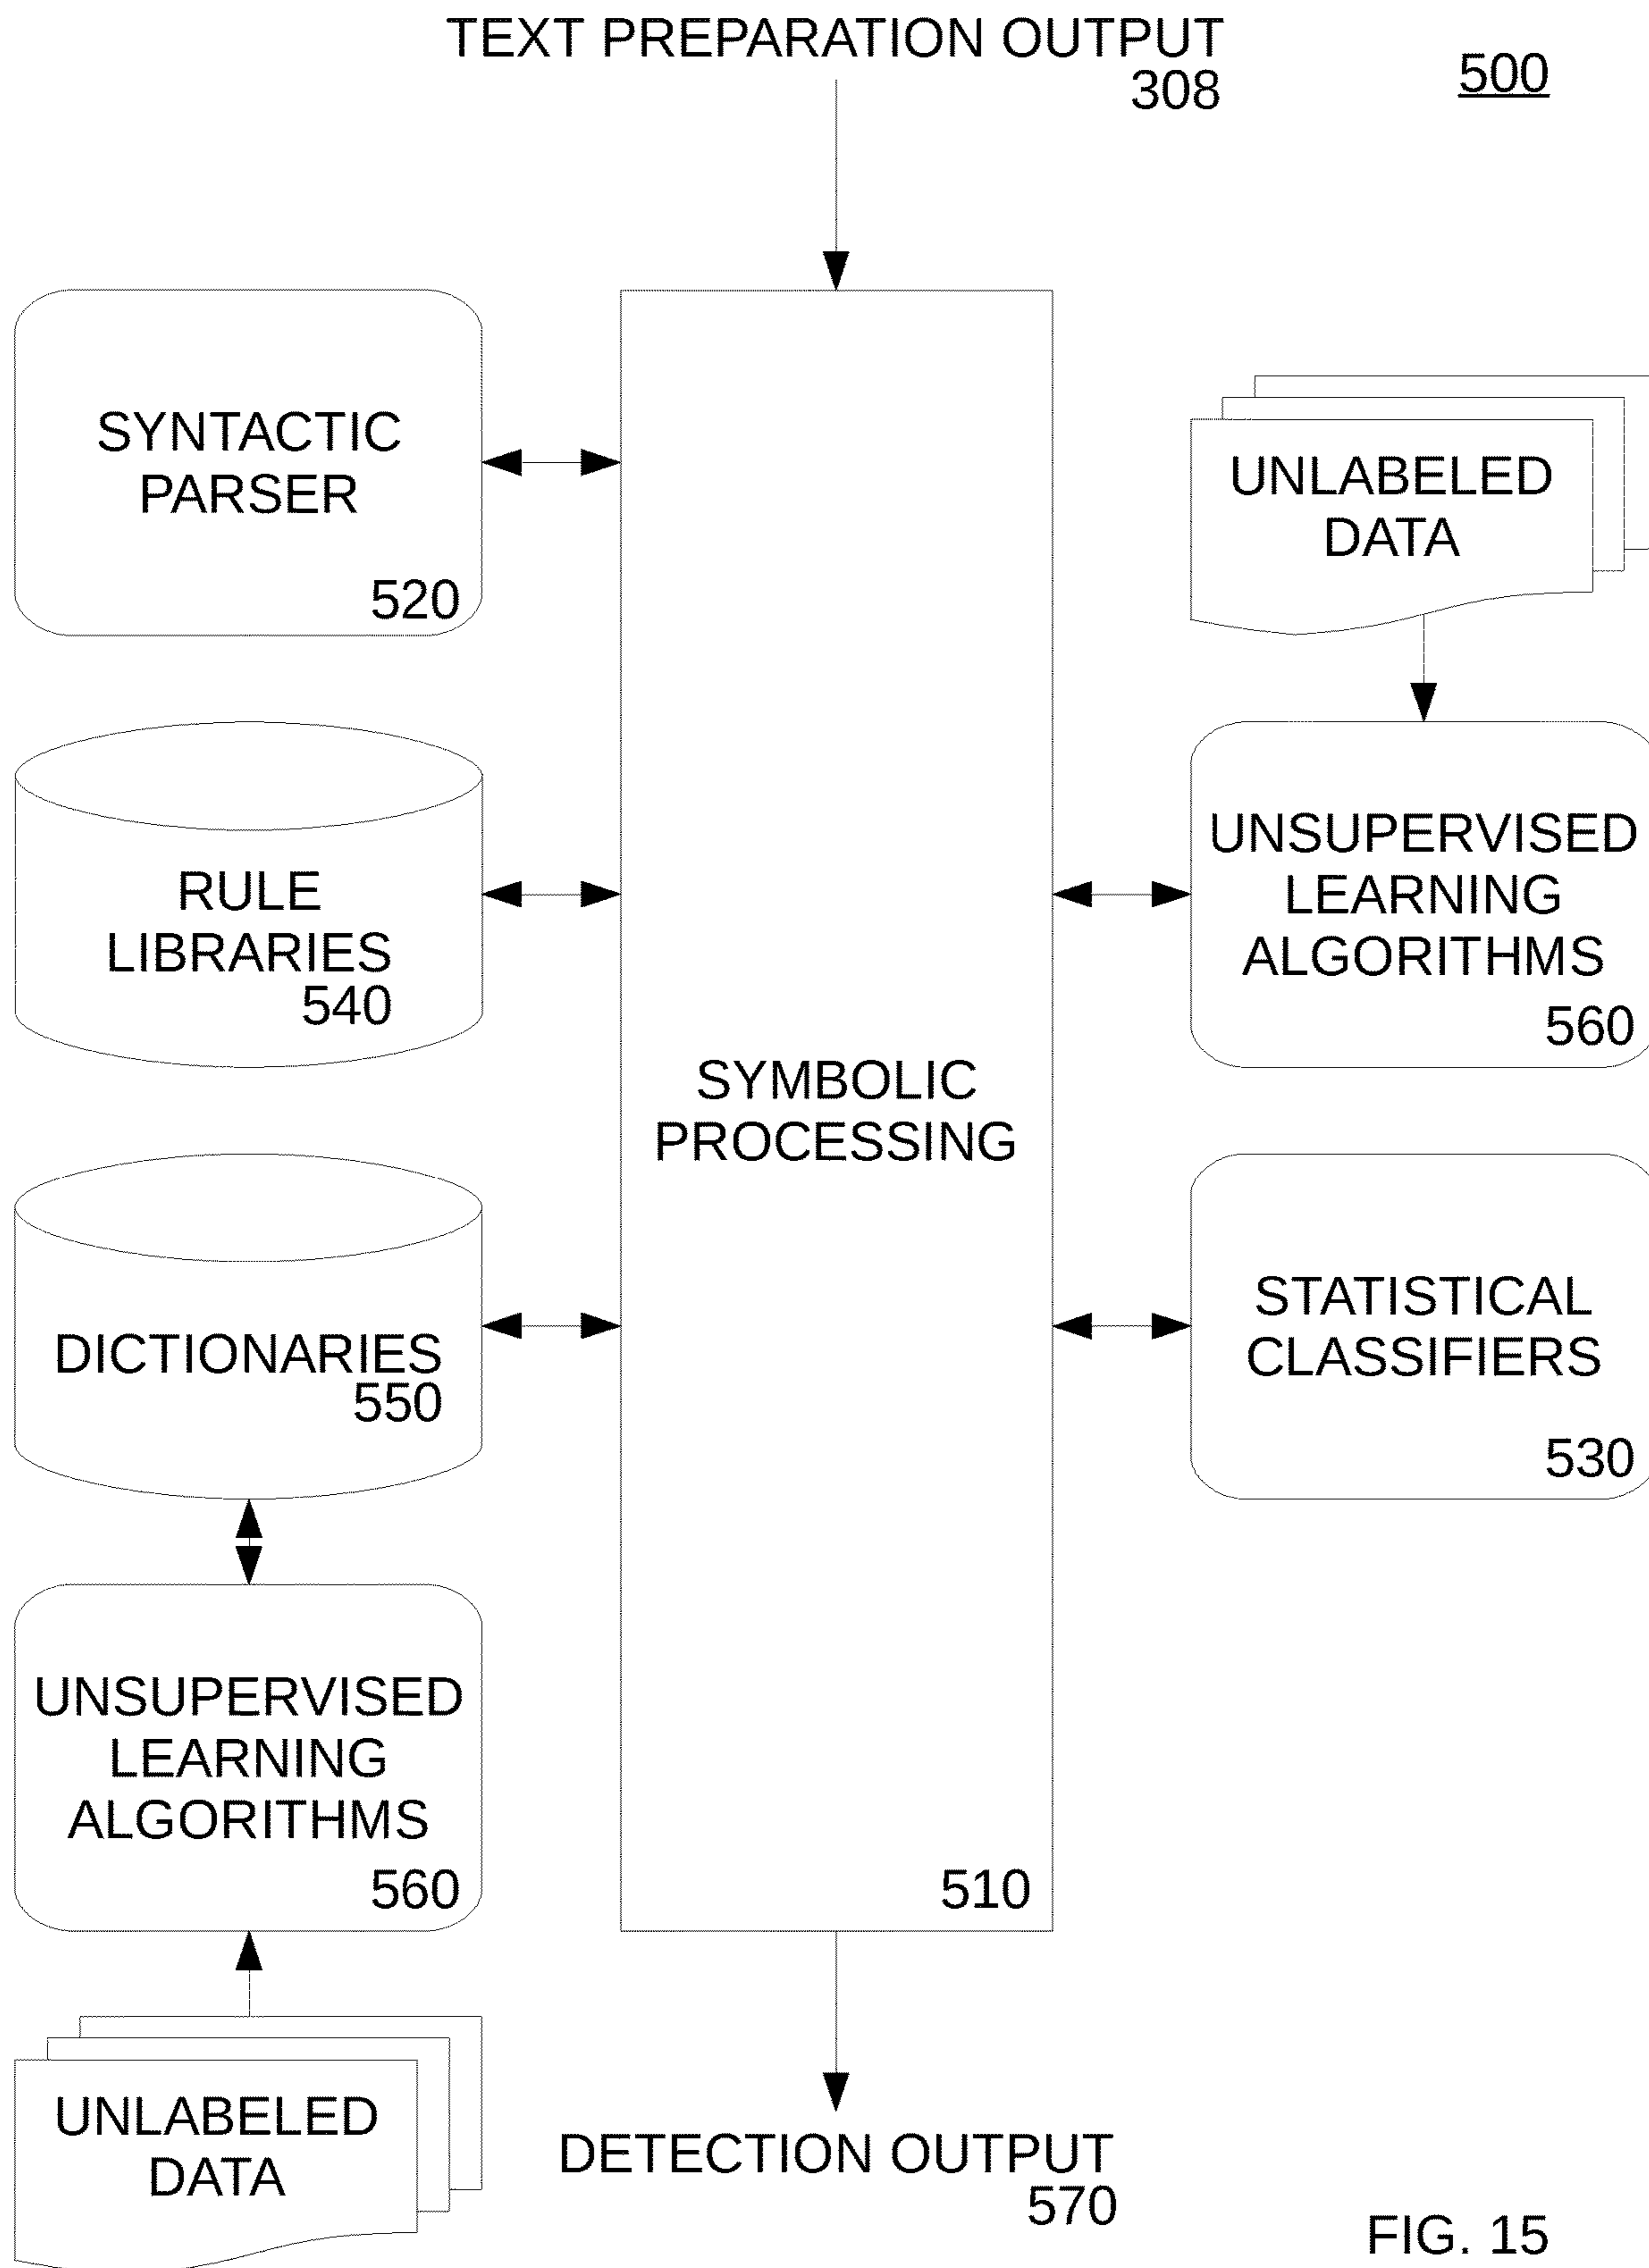 TEXT PREPARATION OUTPUT
308
500
SYNTACTIC
PARSER
520
UNLABELED
DATA
RULE
LIBRARIES
540
UNSUPERVISED
LEARNING
ALGORITHMS
560
SYMBOLIC
PROCESSING
510
DICTIONARIES
550
STATISTICAL
CLASSIFIERS
530
UNSUPERVISED
LEARNING
ALGORITHMS
560
UNLABELED
DATA
DETECTION OUTPUT
570
FIG. 15